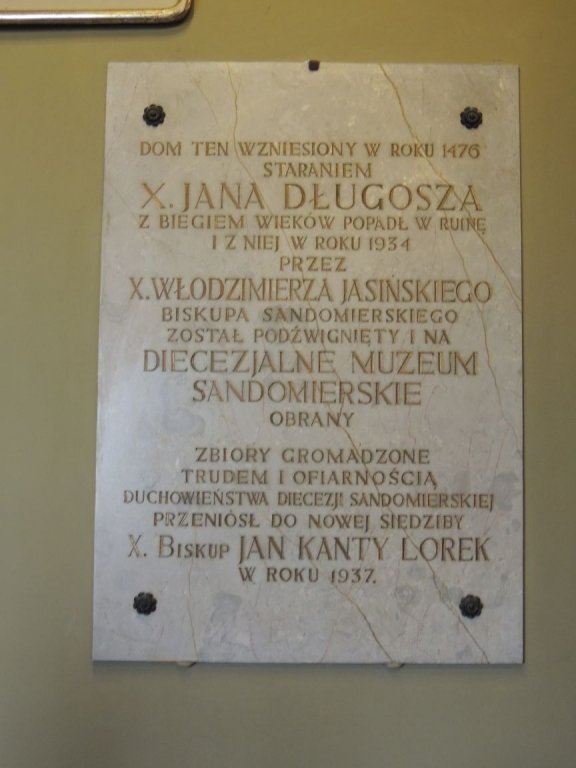 DOM TEN WZNIESIONY W ROKU 1476
STARANIEM
X. JANA DŁUGOSZA
Z BIEGIEM WIEKÓW POPADŁ W RUINĘ
I Z NIEJ W ROKU 1934
PRZEZ
X. WŁODZIMIERZA JASIŃSKIEGO
BISKUPA SANDOMIERSKIEGO
ZOSTAŁ PODŹWIGNIĘTY I NA
DIECEZJALNE MUZEUM
SANDOMIERSKIE
OBRANY
ZBIORY GROMADZONE
TRUDEM I OFIARNOŚCIĄ
DUCHOWIEŃSTWA DIECEZJI SANDOMIERSKIEJ
PRZENIÓSŁ DO NOWEJ SIEDZIBY
X. BISKUP JAN KANTY LOREK
W ROKU 1937.